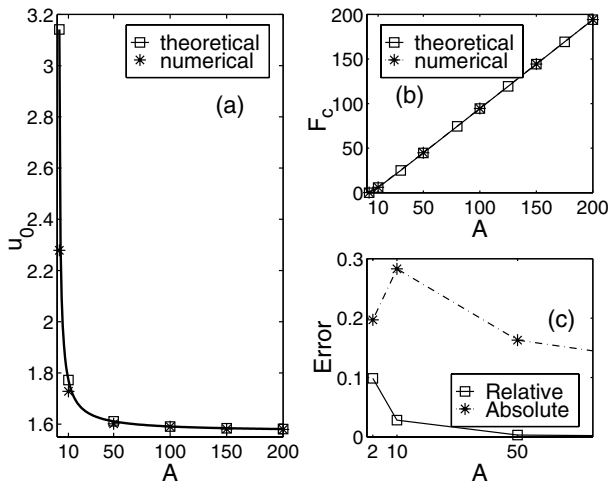 theoretical
numerical
(a)
u0
3.2
3
2.8
2.6
2.4
2.2
2
1.8
1.6
10 50 100 150 200
A
theoretical
numerical
(b)
Fc
200
150
100
50
0
10 50 100 150 200
A
(c)
Error
0.3
0.2
0.1
0
Relative
Absolute
2 10 50
A